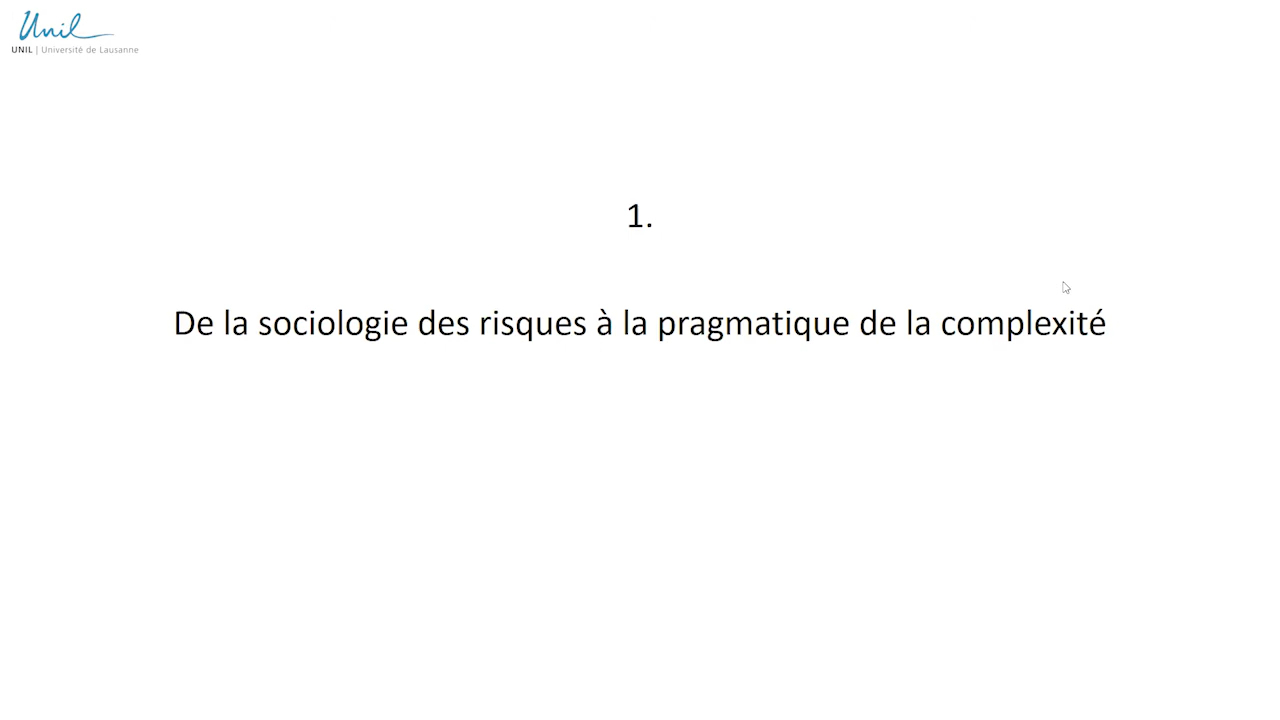 Unil
UNIL | Université de Lausanne
1.
De la sociologie des risques à la pragmatique de la complexité